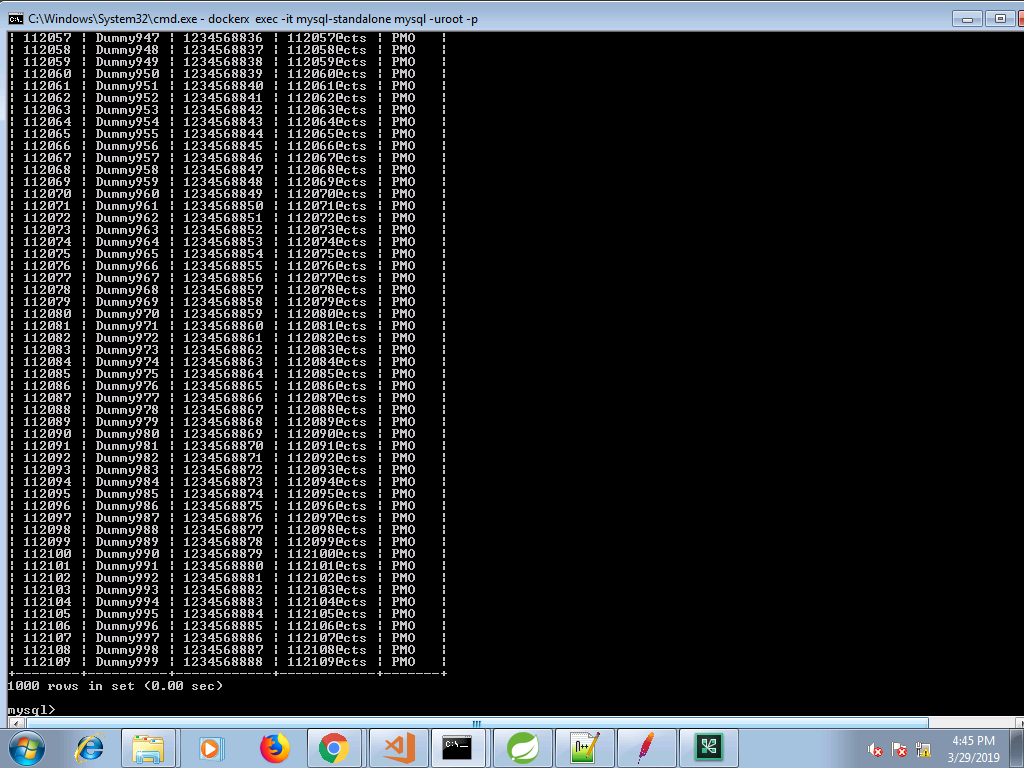 C:\Windows\System32\cmd.exe - dockerx exec -it mysql-standalone mysql -uroot -p
| 112057 | Dummy947 | 1234568836 | 112057@cts | PMO |
| 112058 | Dummy948 | 1234568837 | 112058@cts | PMO |
| 112059 | Dummy949 | 1234568838 | 112059@cts | PMO |
| 112060 | Dummy950 | 1234568839 | 112060@cts | PMO |
| 112061 | Dummy951 | 1234568840 | 112061@cts | PMO |
| 112062 | Dummy952 | 1234568841 | 112062@cts | PMO |
| 112063 | Dummy953 | 1234568842 | 112063@cts | PMO |
| 112064 | Dummy954 | 1234568843 | 112064@cts | PMO |
| 112065 | Dummy955 | 1234568844 | 112065@cts | PMO |
| 112066 | Dummy956 | 1234568845 | 112066@cts | PMO |
| 112067 | Dummy957 | 1234568846 | 112067@cts | PMO |
| 112068 | Dummy958 | 1234568847 | 112068@cts | PMO |
| 112069 | Dummy959 | 1234568848 | 112069@cts | PMO |
| 112070 | Dummy960 | 1234568849 | 112070@cts | PMO |
| 112071 | Dummy961 | 1234568850 | 112071@cts | PMO |
| 112072 | Dummy962 | 1234568851 | 112072@cts | PMO |
| 112073 | Dummy963 | 1234568852 | 112073@cts | PMO |
| 112074 | Dummy964 | 1234568853 | 112074@cts | PMO |
| 112075 | Dummy965 | 1234568854 | 112075@cts | PMO |
| 112076 | Dummy966 | 1234568855 | 112076@cts | PMO |
| 112077 | Dummy967 | 1234568856 | 112077@cts | PMO |
| 112078 | Dummy968 | 1234568857 | 112078@cts | PMO |
| 112079 | Dummy969 | 1234568858 | 112079@cts | PMO |
| 112080 | Dummy970 | 1234568859 | 112080@cts | PMO |
| 112081 | Dummy971 | 1234568860 | 112081@cts | PMO |
| 112082 | Dummy972 | 1234568861 | 112082@cts | PMO |
| 112083 | Dummy973 | 1234568862 | 112083@cts | PMO |
| 112084 | Dummy974 | 1234568863 | 112084@cts | PMO |
| 112085 | Dummy975 | 1234568864 | 112085@cts | PMO |
| 112086 | Dummy976 | 1234568865 | 112086@cts | PMO |
| 112087 | Dummy977 | 1234568866 | 112087@cts | PMO |
| 112088 | Dummy978 | 1234568867 | 112088@cts | PMO |
| 112089 | Dummy979 | 1234568868 | 112089@cts | PMO |
| 112090 | Dummy980 | 1234568869 | 112090@cts | PMO |
| 112091 | Dummy981 | 1234568870 | 112091@cts | PMO |
| 112092 | Dummy982 | 1234568871 | 112092@cts | PMO |
| 112093 | Dummy983 | 1234568872 | 112093@cts | PMO |
| 112094 | Dummy984 | 1234568873 | 112094@cts | PMO |
| 112095 | Dummy985 | 1234568874 | 112095@cts | PMO |
| 112096 | Dummy986 | 1234568875 | 112096@cts | PMO |
| 112097 | Dummy987 | 1234568876 | 112097@cts | PMO |
| 112098 | Dummy988 | 1234568877 | 112098@cts | PMO |
| 112099 | Dummy989 | 1234568878 | 112099@cts | PMO |
| 112100 | Dummy990 | 1234568879 | 112100@cts | PMO |
| 112101 | Dummy991 | 1234568880 | 112101@cts | PMO |
| 112102 | Dummy992 | 1234568881 | 112102@cts | PMO |
| 112103 | Dummy993 | 1234568882 | 112103@cts | PMO |
| 112104 | Dummy994 | 1234568883 | 112104@cts | PMO |
| 112105 | Dummy995 | 1234568884 | 112105@cts | PMO |
| 112106 | Dummy996 | 1234568885 | 112106@cts | PMO |
| 112107 | Dummy997 | 1234568886 | 112107@cts | PMO |
| 112108 | Dummy998 | 1234568887 | 112108@cts | PMO |
| 112109 | Dummy999 | 1234568888 | 112109@cts | PMO |
+--------+----------+------------+------------+-------+
1000 rows in set (0.00 sec)
mysql>
4:45 PM
3/29/2019